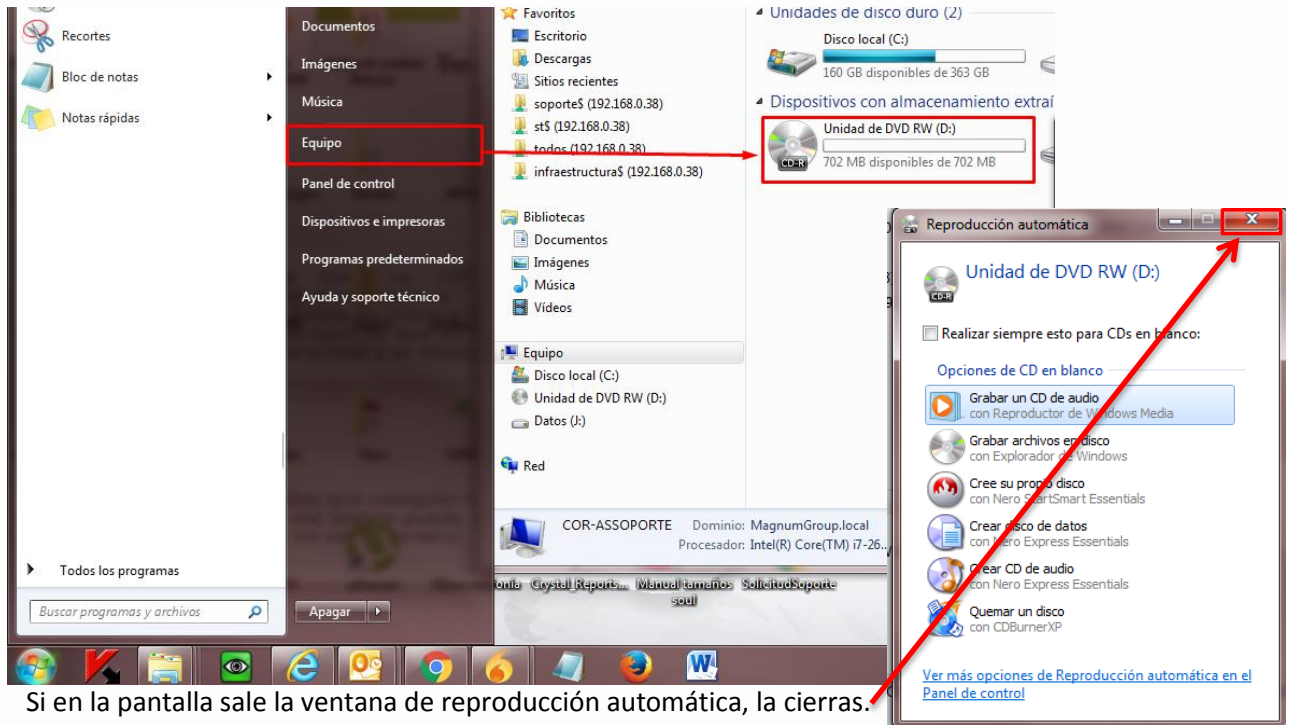 Recortes
Bloc de notas
Notas rápidas
Todos los programas
Buscar programas y archivos
Documentos
Imágenes
Música
Equipo
Panel de control
Dispositivos e impresoras
Programas predeterminados
Ayuda y soporte técnico
Apagar
Favoritos
Escritorio
Descargas
Sitios recientes
soporte$ (192.168.0.38)
st$ (192.168.0.38)
todos (192.168.0.38)
infraestructura$ (192.168.0.38)
Bibliotecas
Documentos
Imágenes
Música
Vídeos
Equipo
Disco local (C:)
Unidad de DVD RW (D:)
Datos (J:)
Red
Unidades de disco duro (2)
Disco local (C:)
160 GB disponibles de 363 GB
Dispositivos con almacenamiento extraí
Unidad de DVD RW (D:)
CD-R
702 MB disponibles de 702 MB
COR-ASSOPORTE Dominio: MagnumGroup.local
Procesador: Intel(R) Core(TM) i7-26...
Crystal Reports... Manual tamaños SolicitudSoporte
soul
Reproducción automática
Unidad de DVD RW (D:)
CD-R
Realizar siempre esto para CDs en blanco:
Opciones de CD en blanco
Grabar un CD de audio
con Reproductor de Windows Media
Grabar archivos en disco
con Explorador de Windows
Cree su propio disco
con Nero StartSmart Essentials
Crear disco de datos
con Nero Express Essentials
Crear CD de audio
con Nero Express Essentials
Quemar un disco
con CDBurnerXP
Ver más opciones de Reproducción automática en el
Panel de control
Si en la pantalla sale la ventana de reproducción automática, la cierras.